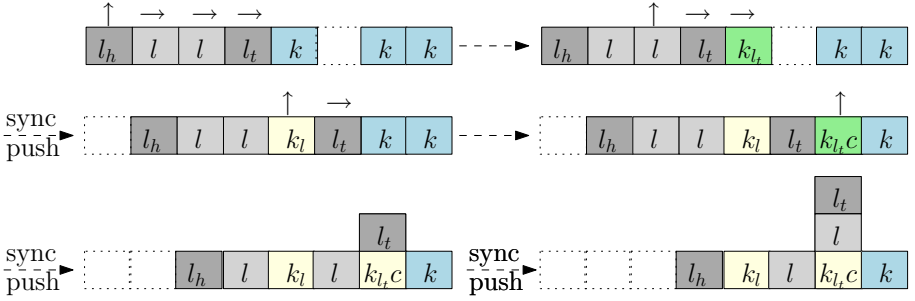 ↑ → → → ↑ → →
l_h l l l_t k k k l_h l l l_t k_{l_t} k k
↑ → ↑
sync
push l_h l l k_l l_t k k l_h l l k_l l_t k_{l_t}c k
l_t l_t
l
sync sync
push l_h l k_l l k_{l_t}c k push l_h k_l l k_{l_t}c k